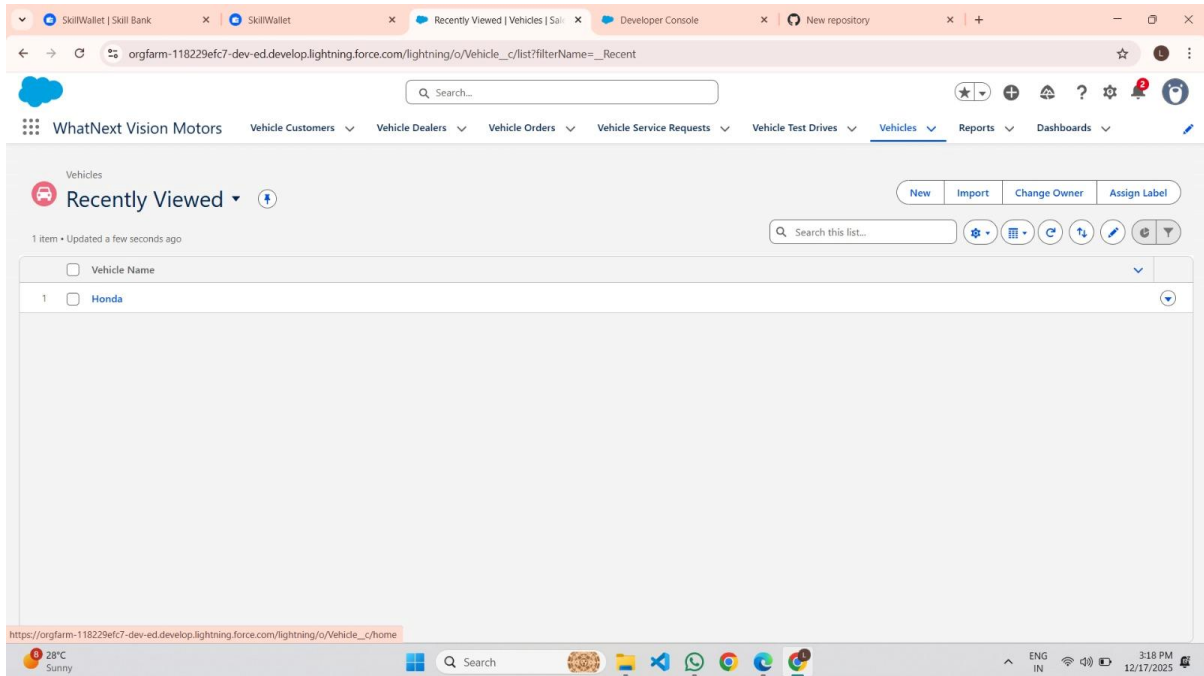 SkillWallet | Skill Bank
SkillWallet
Recently Viewed | Vehicles | Sale
Developer Console
New repository
orgfarm-118229efc7-dev-ed.develop.lightning.force.com/lightning/o/Vehicle__c/list?filterName=__Recent
L
Search...
2
WhatNext Vision Motors
Vehicle Customers
Vehicle Dealers
Vehicle Orders
Vehicle Service Requests
Vehicle Test Drives
Vehicles
Reports
Dashboards
Vehicles
Recently Viewed
New
Import
Change Owner
Assign Label
1 item • Updated a few seconds ago
Search this list...
Vehicle Name
1 Honda
https://orgfarm-118229efc7-dev-ed.develop.lightning.force.com/lightning/o/Vehicle__c/home
8
28°C
Sunny
Search
L
ENG
IN
3:18 PM
12/17/2025